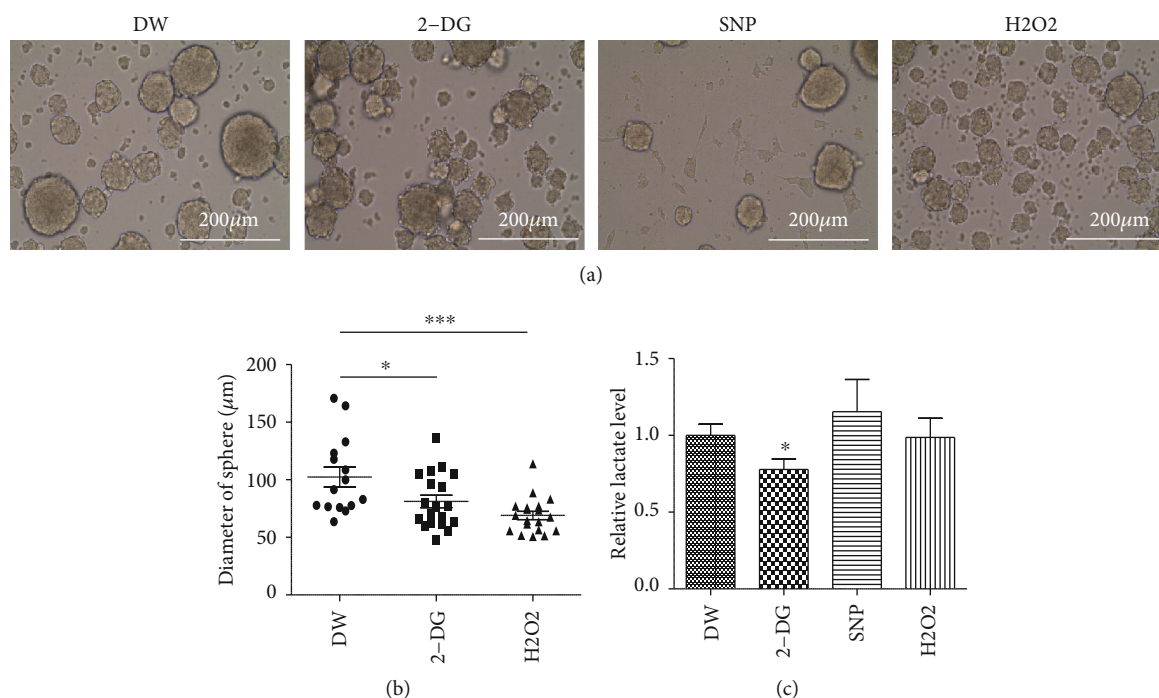 DW 2-DG SNP H2O2
200μm 200μm 200μm 200μm
(a)
Diameter of sphere (μm)
200
150
100
50
0
***
*
DW 2-DG H2O2
(b)
Relative lactate level
1.5
1.0
0.5
0.0
*
DW 2-DG SNP H2O2
(c)